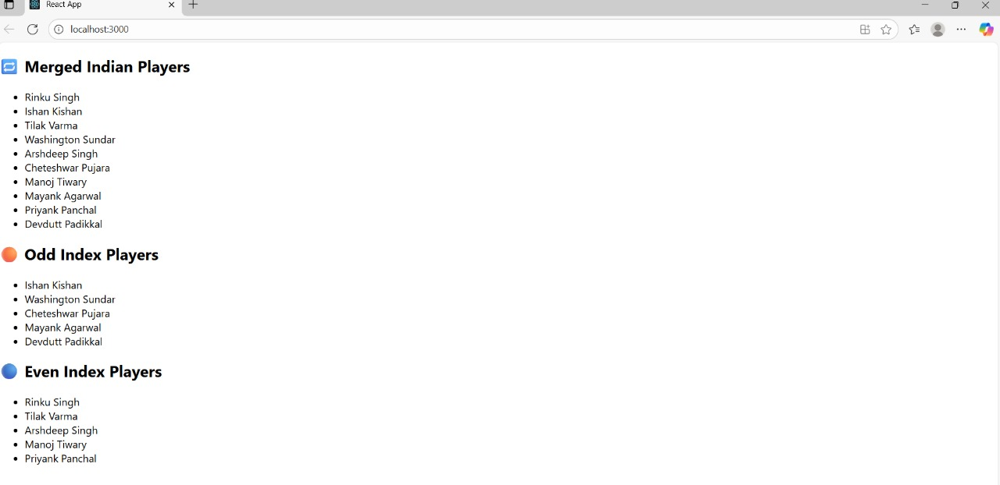 React App
localhost:3000
Merged Indian Players
Rinku Singh
Ishan Kishan
Tilak Varma
Washington Sundar
Arshdeep Singh
Cheteshwar Pujara
Manoj Tiwary
Mayank Agarwal
Priyank Panchal
Devdutt Padikkal
Odd Index Players
Ishan Kishan
Washington Sundar
Cheteshwar Pujara
Mayank Agarwal
Devdutt Padikkal
Even Index Players
Rinku Singh
Tilak Varma
Arshdeep Singh
Manoj Tiwary
Priyank Panchal